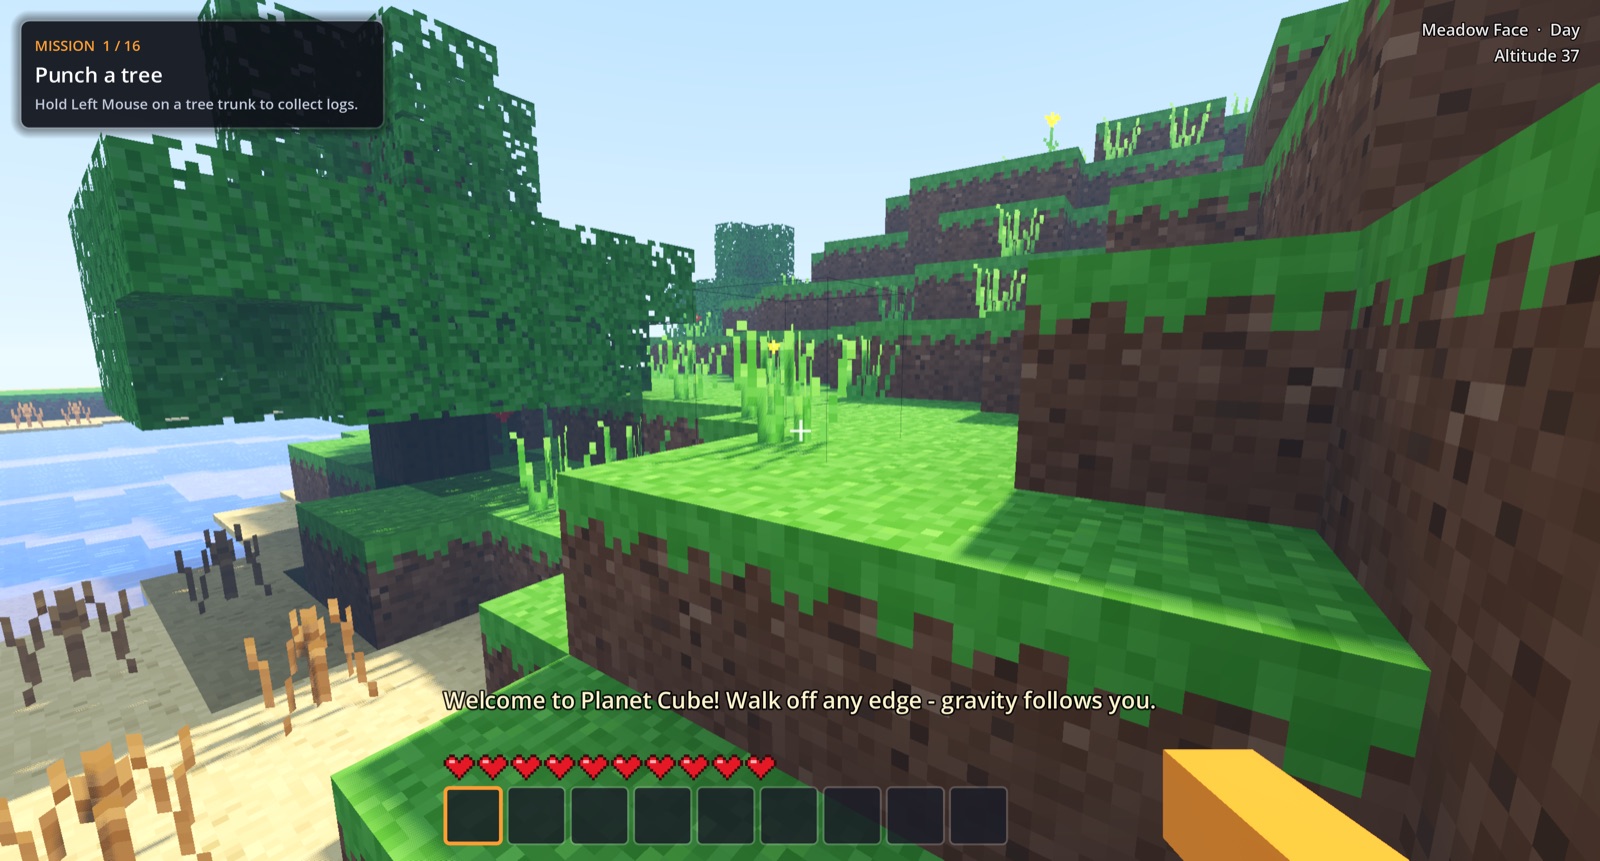 MISSION 1 / 16
Punch a tree
Hold Left Mouse on a tree trunk to collect logs.
Meadow Face · Day
Altitude 37
Welcome to Planet Cube! Walk off any edge - gravity follows you.